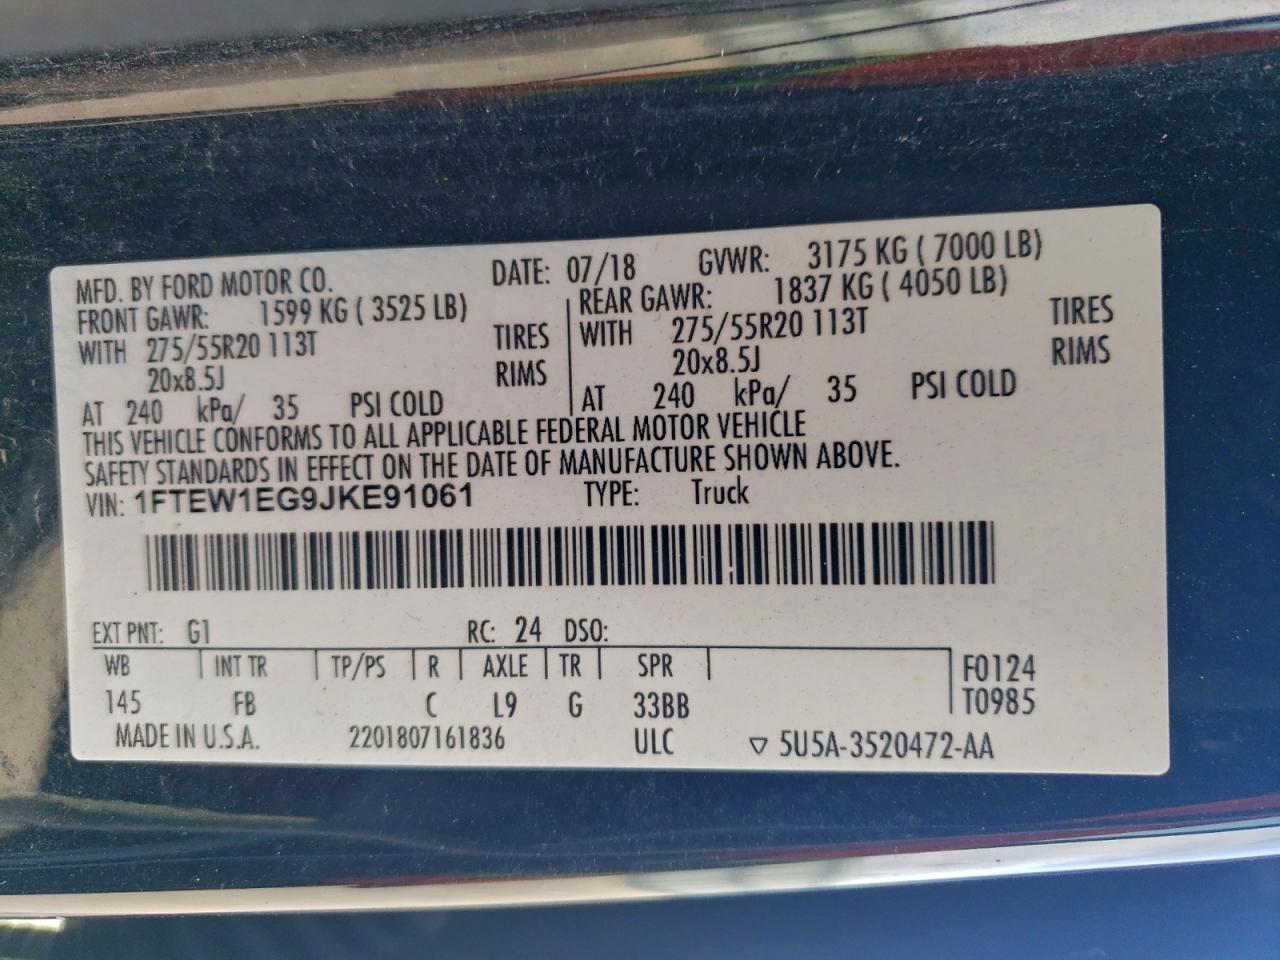 MFD. BY FORD MOTOR CO. DATE: 07/18 GVWR: 3175 KG ( 7000 LB)
FRONT GAWR: 1599 KG ( 3525 LB) REAR GAWR: 1837 KG ( 4050 LB)
WITH 275/55R20 113T TIRES WITH 275/55R20 113T TIRES
20x8.5J RIMS 20x8.5J RIMS
AT 240 kPa/ 35 PSI COLD AT 240 kPa/ 35 PSI COLD
THIS VEHICLE CONFORMS TO ALL APPLICABLE FEDERAL MOTOR VEHICLE
SAFETY STANDARDS IN EFFECT ON THE DATE OF MANUFACTURE SHOWN ABOVE.
VIN: 1FTEW1EG9JKE91061 TYPE: Truck
EXT PNT: G1 RC: 24 DSO:
WB INT TR TP/PS R AXLE TR SPR F0124
145 FB C L9 G 33BB T0985
MADE IN U.S.A. 2201807161836 ULC ▽ 5U5A-3520472-AA